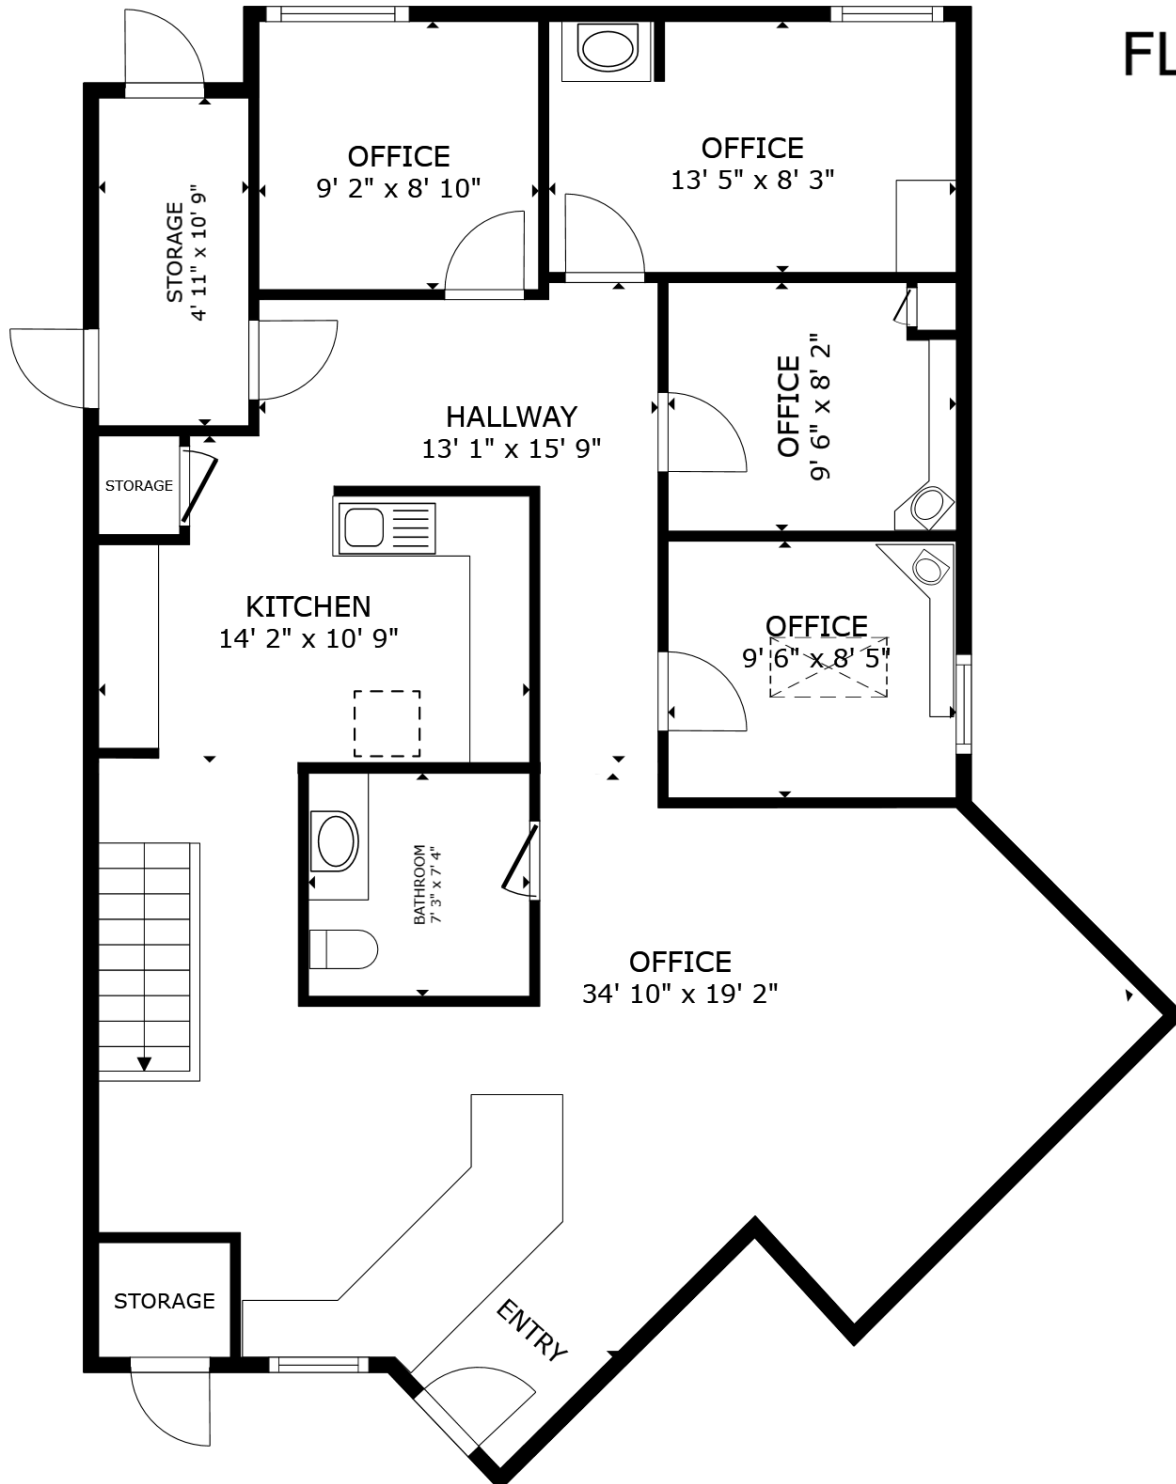 FL
OFFICE
9' 2" x 8' 10"
OFFICE
13' 5" x 8' 3"
STORAGE
4' 11" x 10' 9"
OFFICE
9' 6" x 8' 2"
HALLWAY
13' 1" x 15' 9"
STORAGE
KITCHEN
14' 2" x 10' 9"
OFFICE
9' 6" x 8' 5"
BATHROOM
7' 3" x 7' 4"
OFFICE
34' 10" x 19' 2"
STORAGE
ENTRY